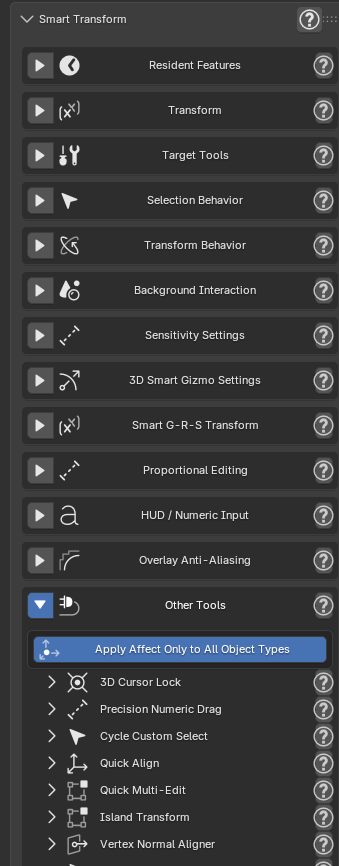 Smart Transform
Resident Features
Transform
Target Tools
Selection Behavior
Transform Behavior
Background Interaction
Sensitivity Settings
3D Smart Gizmo Settings
Smart G-R-S Transform
Proportional Editing
HUD / Numeric Input
Overlay Anti-Aliasing
Other Tools
Apply Affect Only to All Object Types
3D Cursor Lock
Precision Numeric Drag
Cycle Custom Select
Quick Align
Quick Multi-Edit
Island Transform
Vertex Normal Aligner